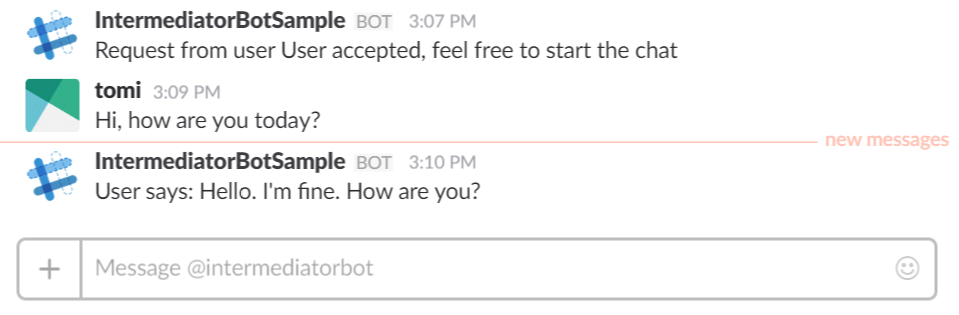 IntermediatorBotSample BOT 3:07 PM
Request from user User accepted, feel free to start the chat
tomi 3:09 PM
Hi, how are you today?
new messages
IntermediatorBotSample BOT 3:10 PM
User says: Hello. I'm fine. How are you?
Message @intermediatorbot